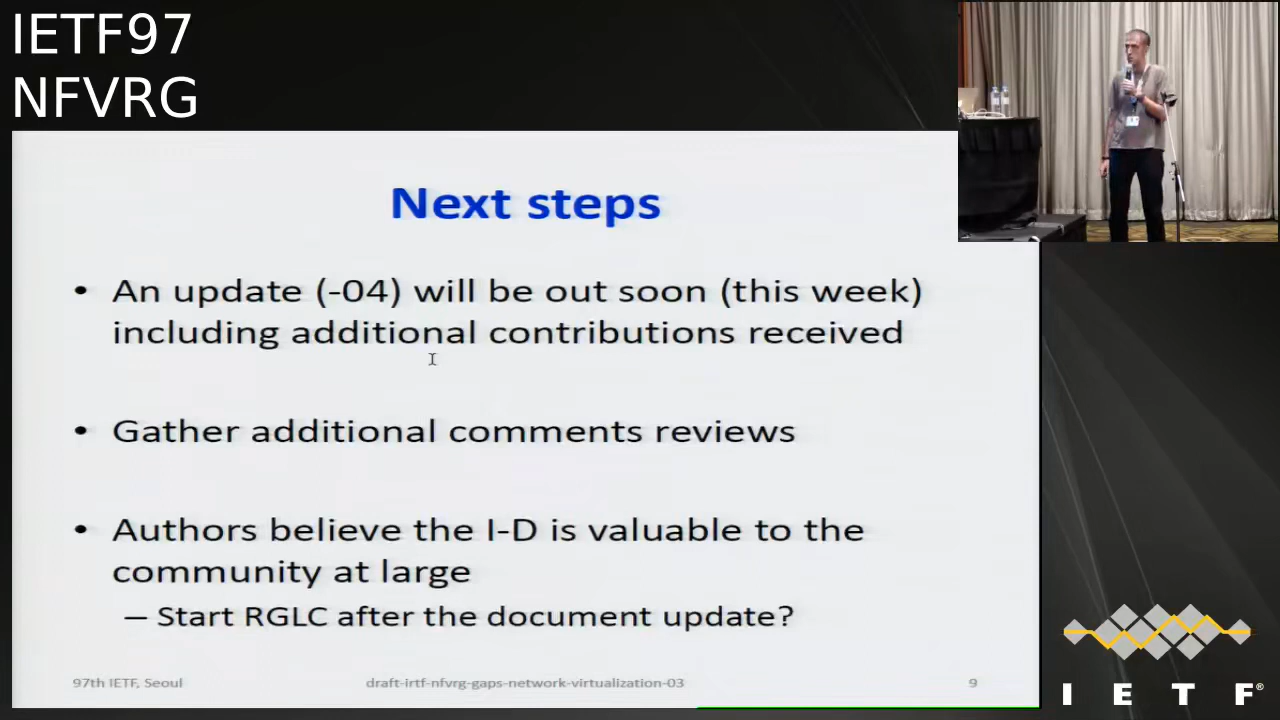 IETF97
NFVRG
Next steps
• An update (-04) will be out soon (this week)
including additional contributions received
• Gather additional comments reviews
• Authors believe the I-D is valuable to the
community at large
– Start RGLC after the document update?
97th IETF, Seoul
draft-irtf-nfvrg-gaps-network-virtualization-03
9
I E T F®